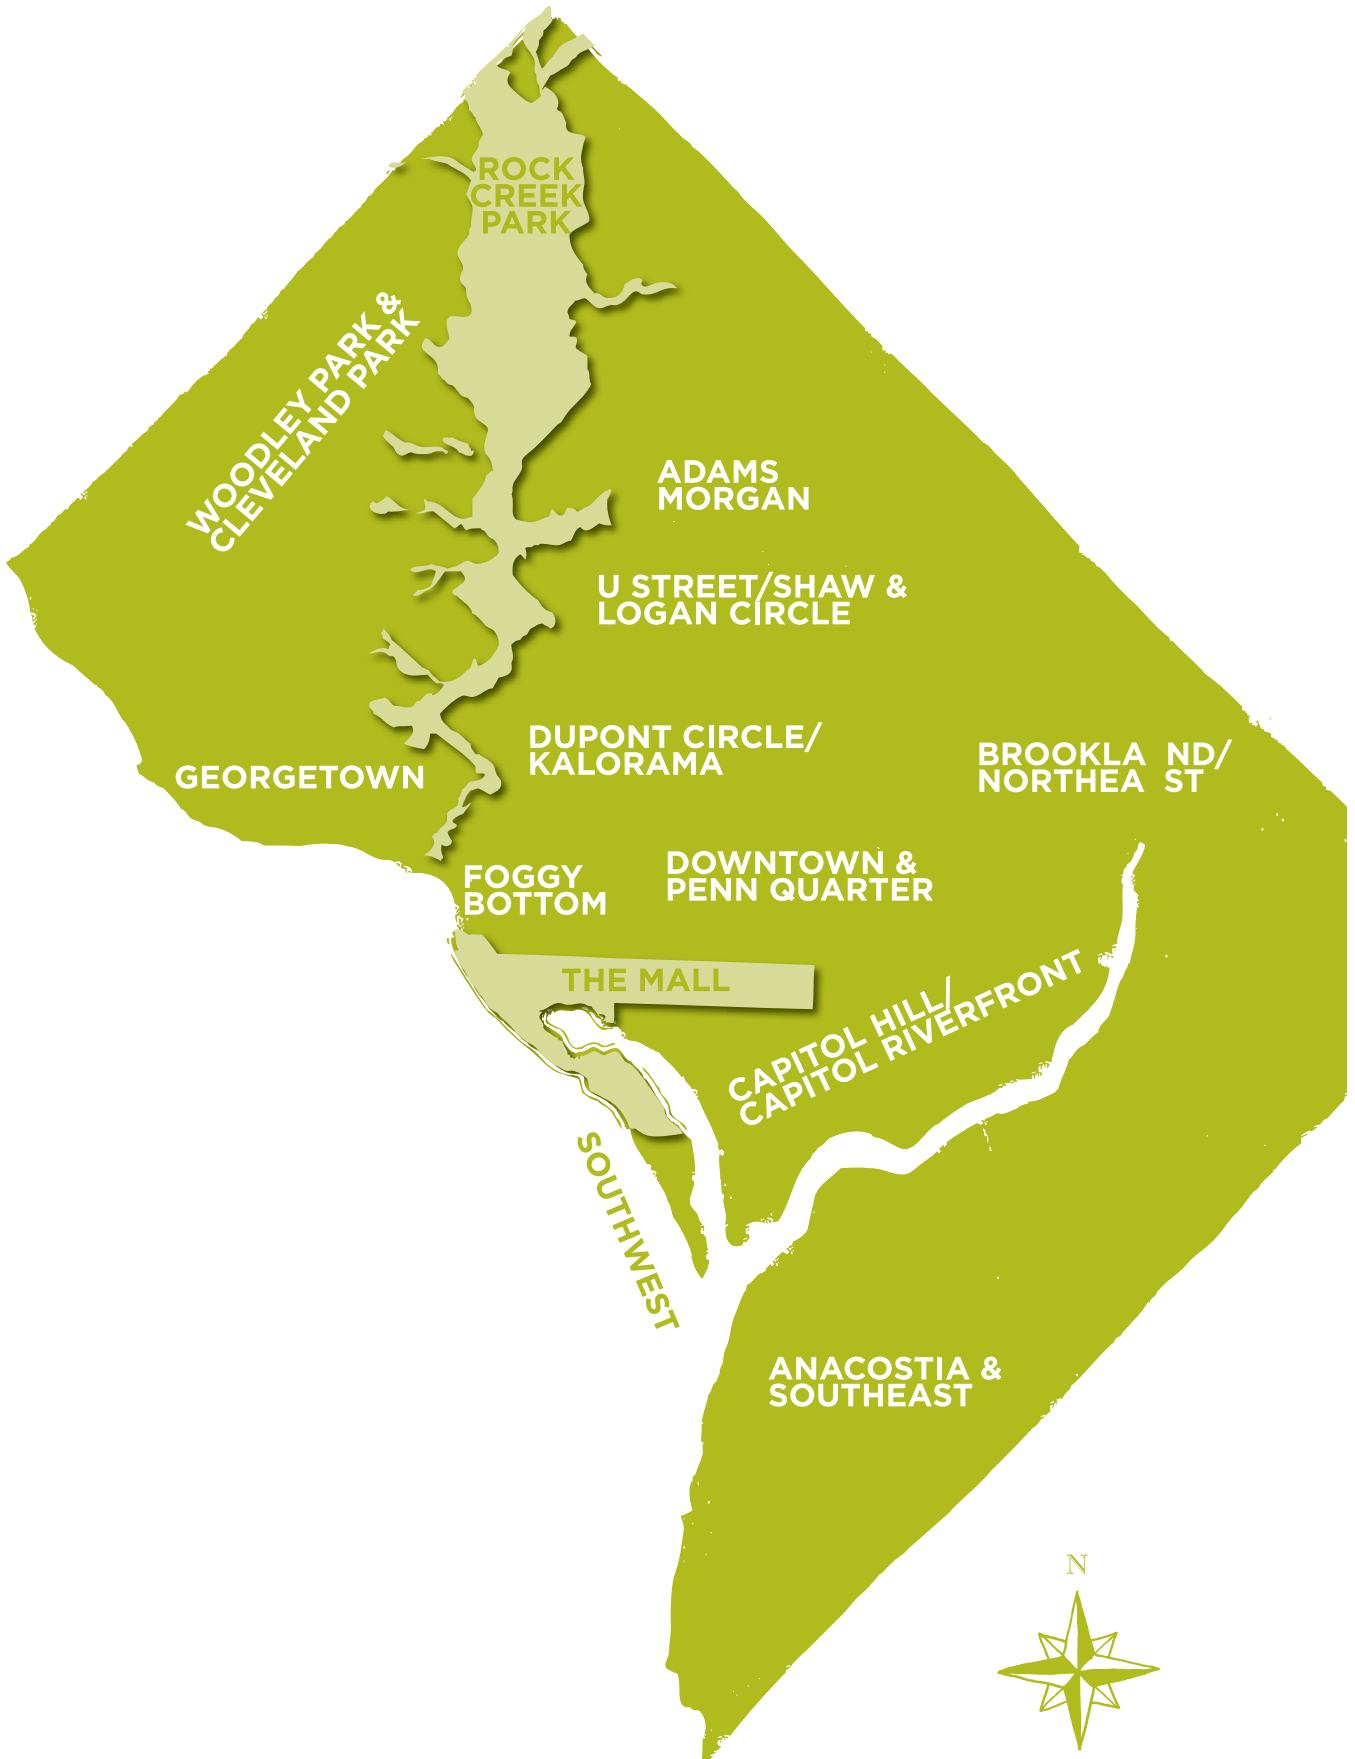 ROCK
CREEK
PARK
WOODLEY PARK &
CLEVELAND PARK
ADAMS
MORGAN
U STREET/SHAW &
LOGAN CIRCLE
DUPONT CIRCLE/
KALORAMA
BROOKLA ND/
NORTHEA ST
GEORGETOWN
FOGGY
BOTTOM
DOWNTOWN &
PENN QUARTER
THE MALL
CAPITOL HILL/
CAPITOL RIVERFRONT
SOUTHWEST
ANACOSTIA &
SOUTHEAST
N